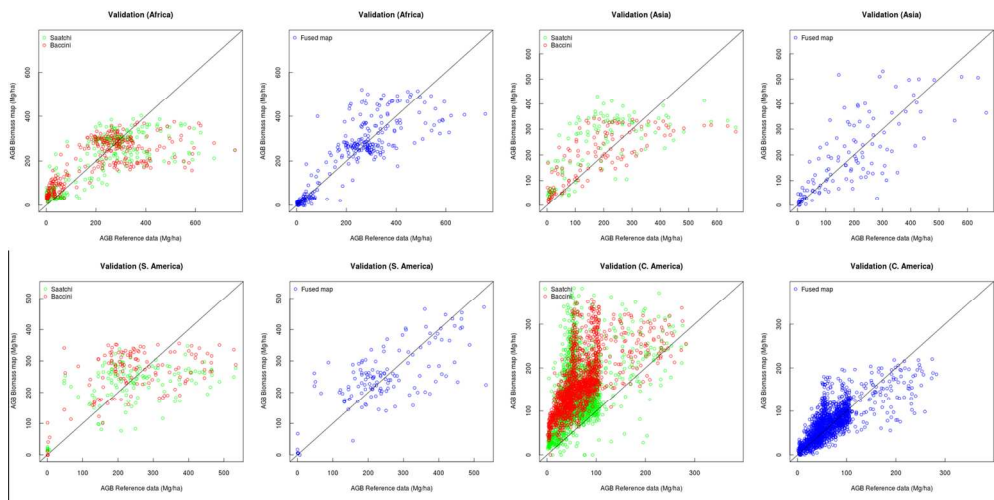 Validation (Africa)
Saatchi
Baccini
AGB Biomass map (Mg/ha)
600
400
200
0
0 200 400 600
AGB Reference data (Mg/ha)
Validation (Africa)
Fused map
AGB Biomass map (Mg/ha)
600
400
200
0
0 200 400 600
AGB Reference data (Mg/ha)
Validation (Asia)
Saatchi
Baccini
AGB Biomass map (Mg/ha)
600
500
400
300
200
100
0
0 100 200 300 400 500 600
AGB Reference data (Mg/ha)
Validation (Asia)
Fused map
AGB Biomass map (Mg/ha)
600
500
400
300
200
100
0
0 100 200 300 400 500 600
AGB Reference data (Mg/ha)
Validation (S. America)
Saatchi
Baccini
AGB Biomass map (Mg/ha)
500
400
300
200
100
0
0 100 200 300 400 500
AGB Reference data (Mg/ha)
Validation (S. America)
Fused map
AGB Biomass map (Mg/ha)
500
400
300
200
100
0
0 100 200 300 400 500
AGB Reference data (Mg/ha)
Validation (C. America)
Saatchi
Baccini
AGB Biomass map (Mg/ha)
300
200
100
0
0 100 200 300
AGB Reference data (Mg/ha)
Validation (C. America)
Fused map
AGB Biomass map (Mg/ha)
300
200
100
0
0 100 200 300
AGB Reference data (Mg/ha)